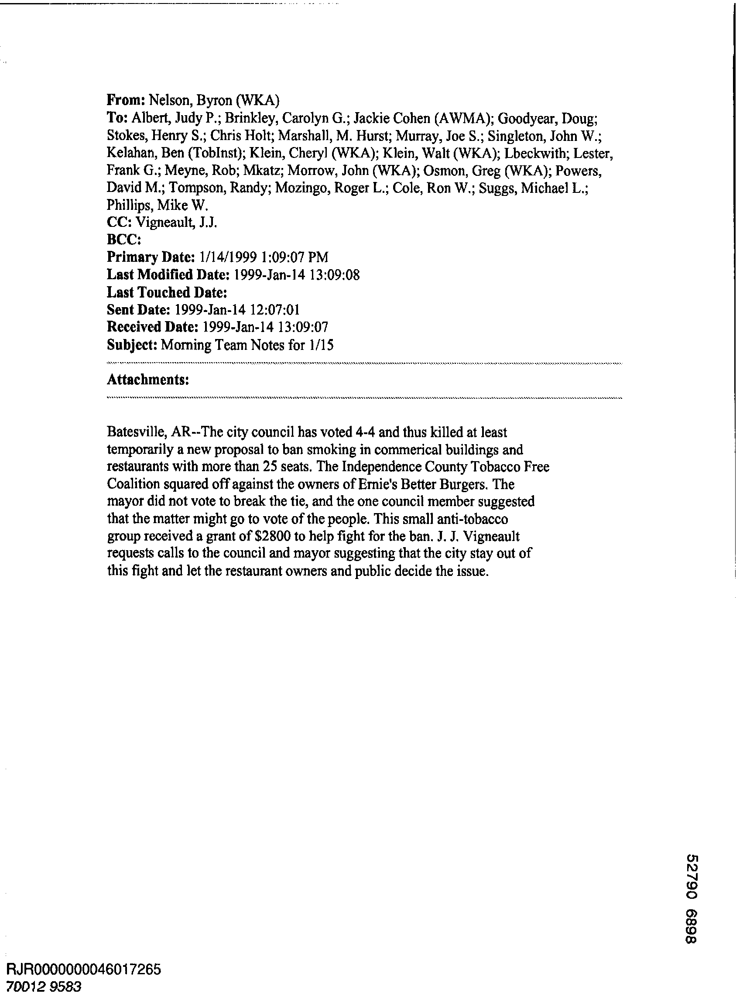 From: Nelson, Byron (WKA)
To: Albert, Judy P.; Brinkley, Carolyn G.; Jackie Cohen (AWMA); Goodyear, Doug;
Stokes, Henry S.; Chris Holt; Marshall, M. Hurst; Murray, Joe S.; Singleton, John W.;
Kelahan, Ben (TobInst); Klein, Cheryl (WKA); Klein, Walt (WKA); Lbeckwith; Lester,
Frank G.; Meyne, Rob; Mkatz; Morrow, John (WKA); Osmon, Greg (WKA); Powers,
David M.; Tompson, Randy; Mozingo, Roger L.; Cole, Ron W.; Suggs, Michael L.;
Phillips, Mike W.
CC: Vigneault, J.J.
BCC:
Primary Date: 1/14/1999 1:09:07 PM
Last Modified Date: 1999-Jan-14 13:09:08
Last Touched Date:
Sent Date: 1999-Jan-14 12:07:01
Received Date: 1999-Jan-14 13:09:07
Subject: Morning Team Notes for 1/15
Attachments:
Batesville, AR--The city council has voted 4-4 and thus killed at least
temporarily a new proposal to ban smoking in commerical buildings and
restaurants with more than 25 seats. The Independence County Tobacco Free
Coalition squared off against the owners of Ernie's Better Burgers. The
mayor did not vote to break the tie, and the one council member suggested
that the matter might go to vote of the people. This small anti-tobacco
group received a grant of $2800 to help fight for the ban. J. J. Vigneault
requests calls to the council and mayor suggesting that the city stay out of
this fight and let the restaurant owners and public decide the issue.
52790 6898
RJR0000000046017265
70012 9583